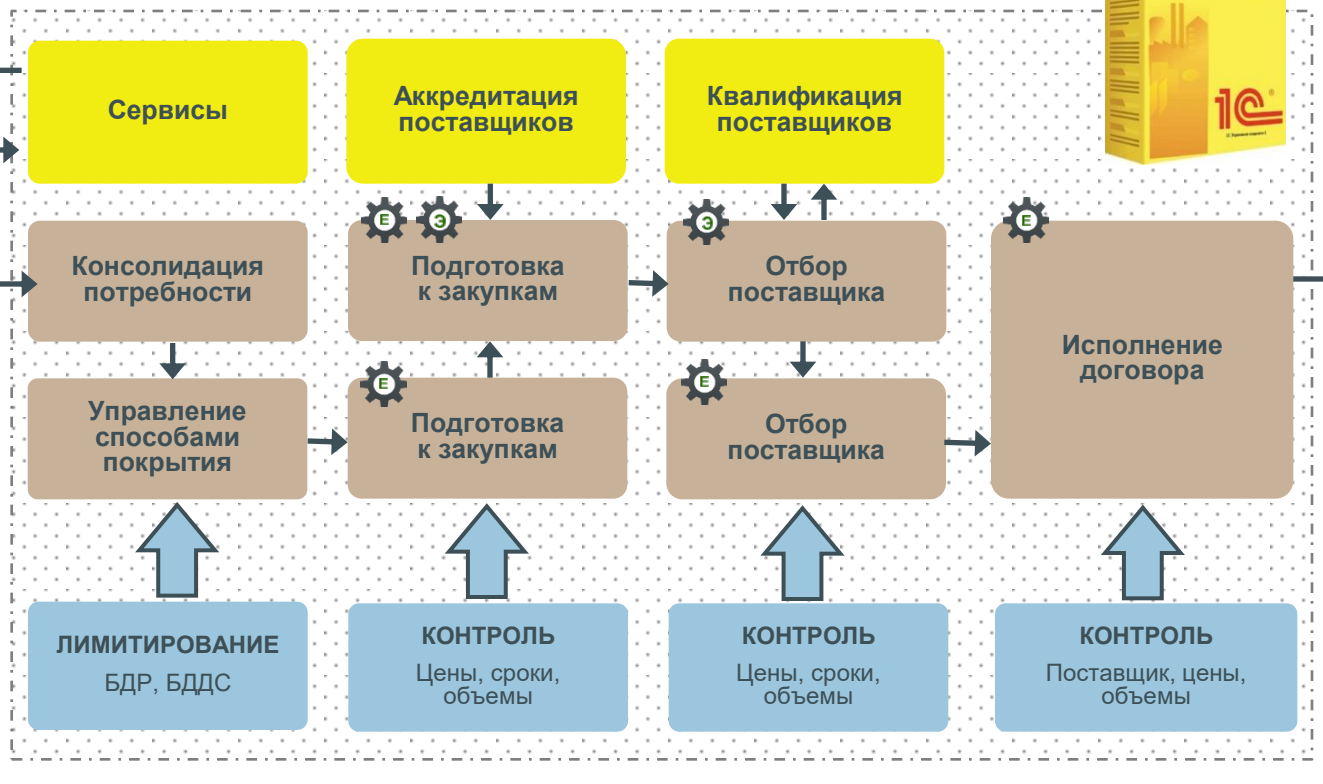 Сервисы
Аккредитация
поставщиков
Квалификация
поставщиков
1С
®
Е
Э
Э
Е
Консолидация
потребности
Подготовка
к закупкам
Отбор
поставщика
Исполнение
договора
Е
Е
Управление
способами
покрытия
Подготовка
к закупкам
Отбор
поставщика
ЛИМИТИРОВАНИЕ
БДР, БДДС
КОНТРОЛЬ
Цены, сроки,
объемы
КОНТРОЛЬ
Цены, сроки,
объемы
КОНТРОЛЬ
Поставщик, цены,
объемы